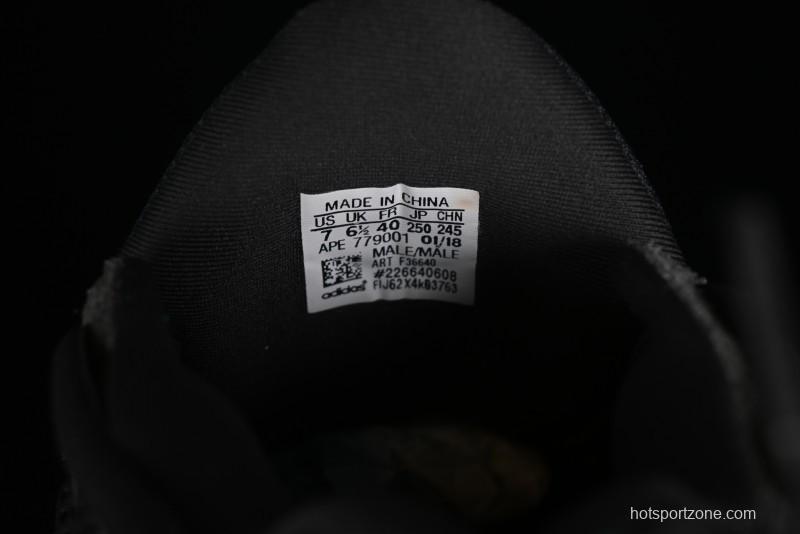 MADE IN CHINA
US UK FR JP CHN
7 6½ 40 250 245
APE 779001 01/18
MALE/MÂLE
ART F36640
#226640608
adidas
FIJ62X4k03763
hotsportzone.com